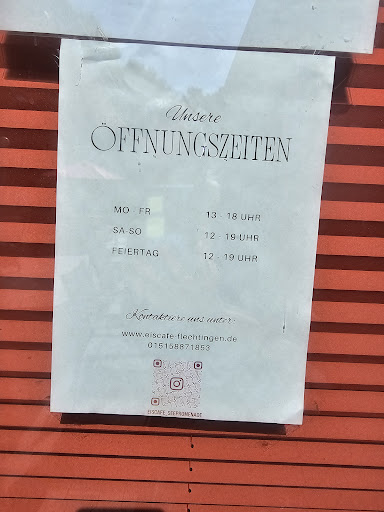 Unsere
ÖFFNUNGSZEITEN
MO - FR 13 - 18 UHR
SA-SO 12 - 19 UHR
FEIERTAG 12 - 19 UHR
Kontaktiere uns unter:
www.eiscafe-flechtingen.de
015158871853
EISCAFE_SEEPROMENADE